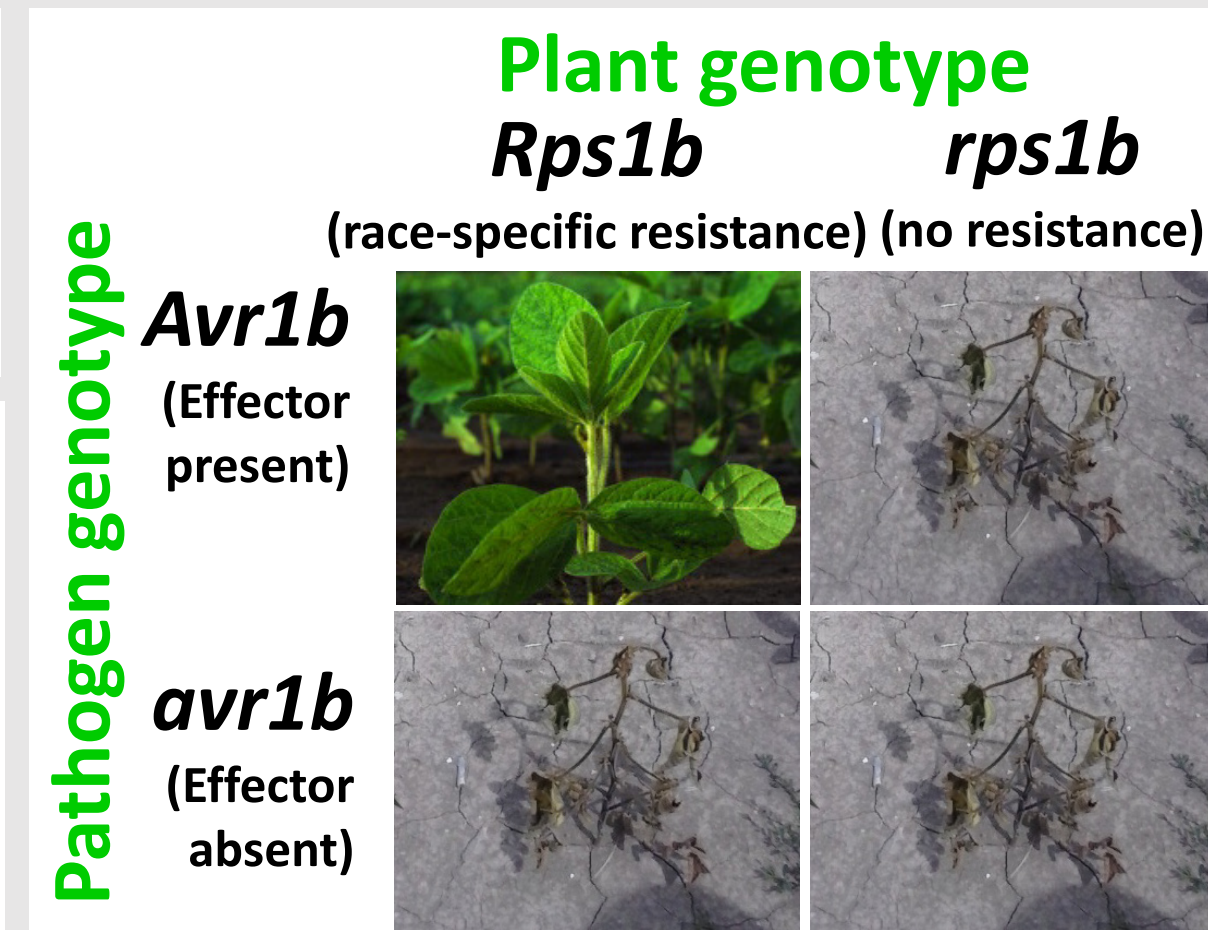 Plant genotype
Rps1b
rps1b
(race-specific resistance)
(no resistance)
Pathogen genotype
Avr1b
(Effector
present)
avr1b
(Effector
absent)